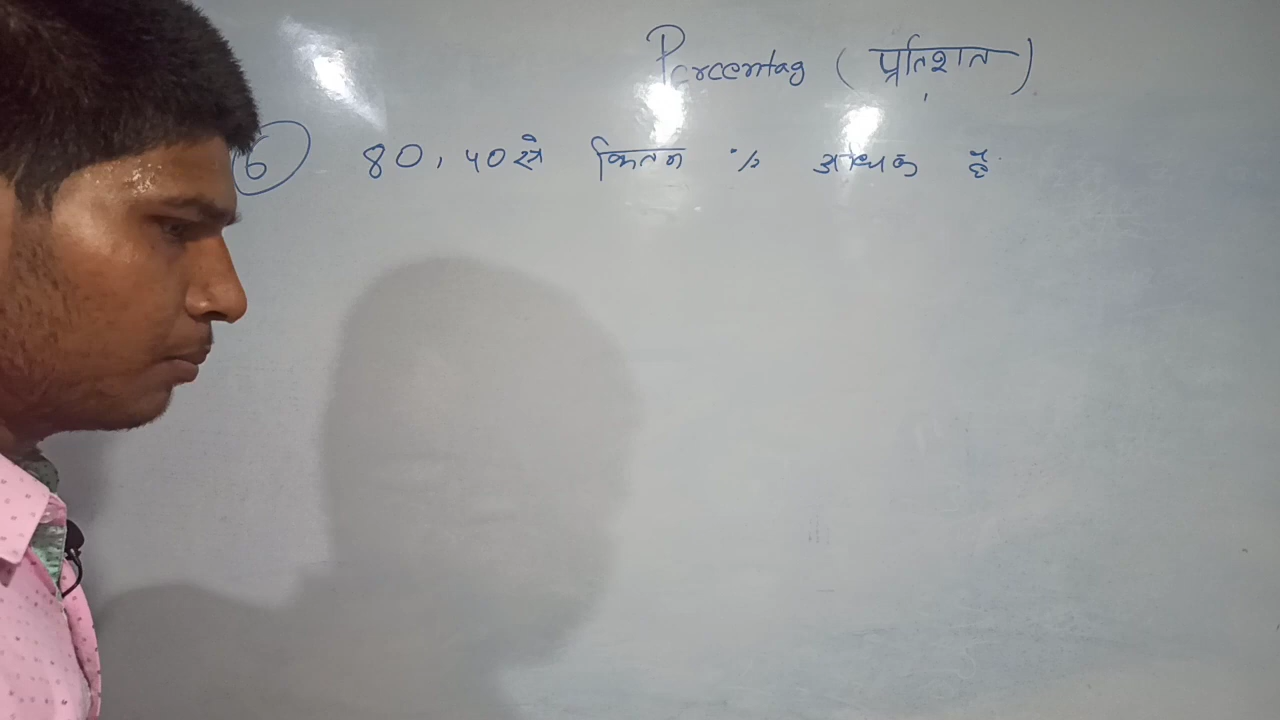 Percentag (प्रतिशत)
6 80, 40 से कितन % अधिक है